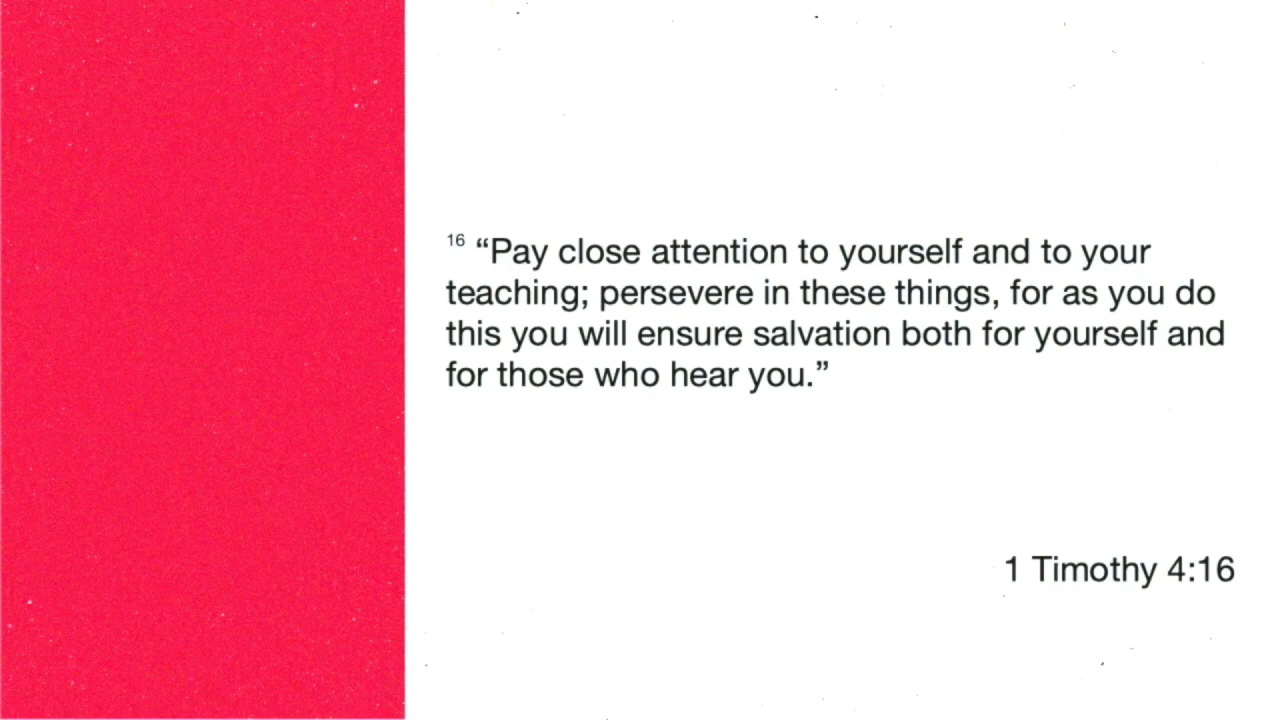 16 “Pay close attention to yourself and to your
teaching; persevere in these things, for as you do
this you will ensure salvation both for yourself and
for those who hear you.”
1 Timothy 4:16